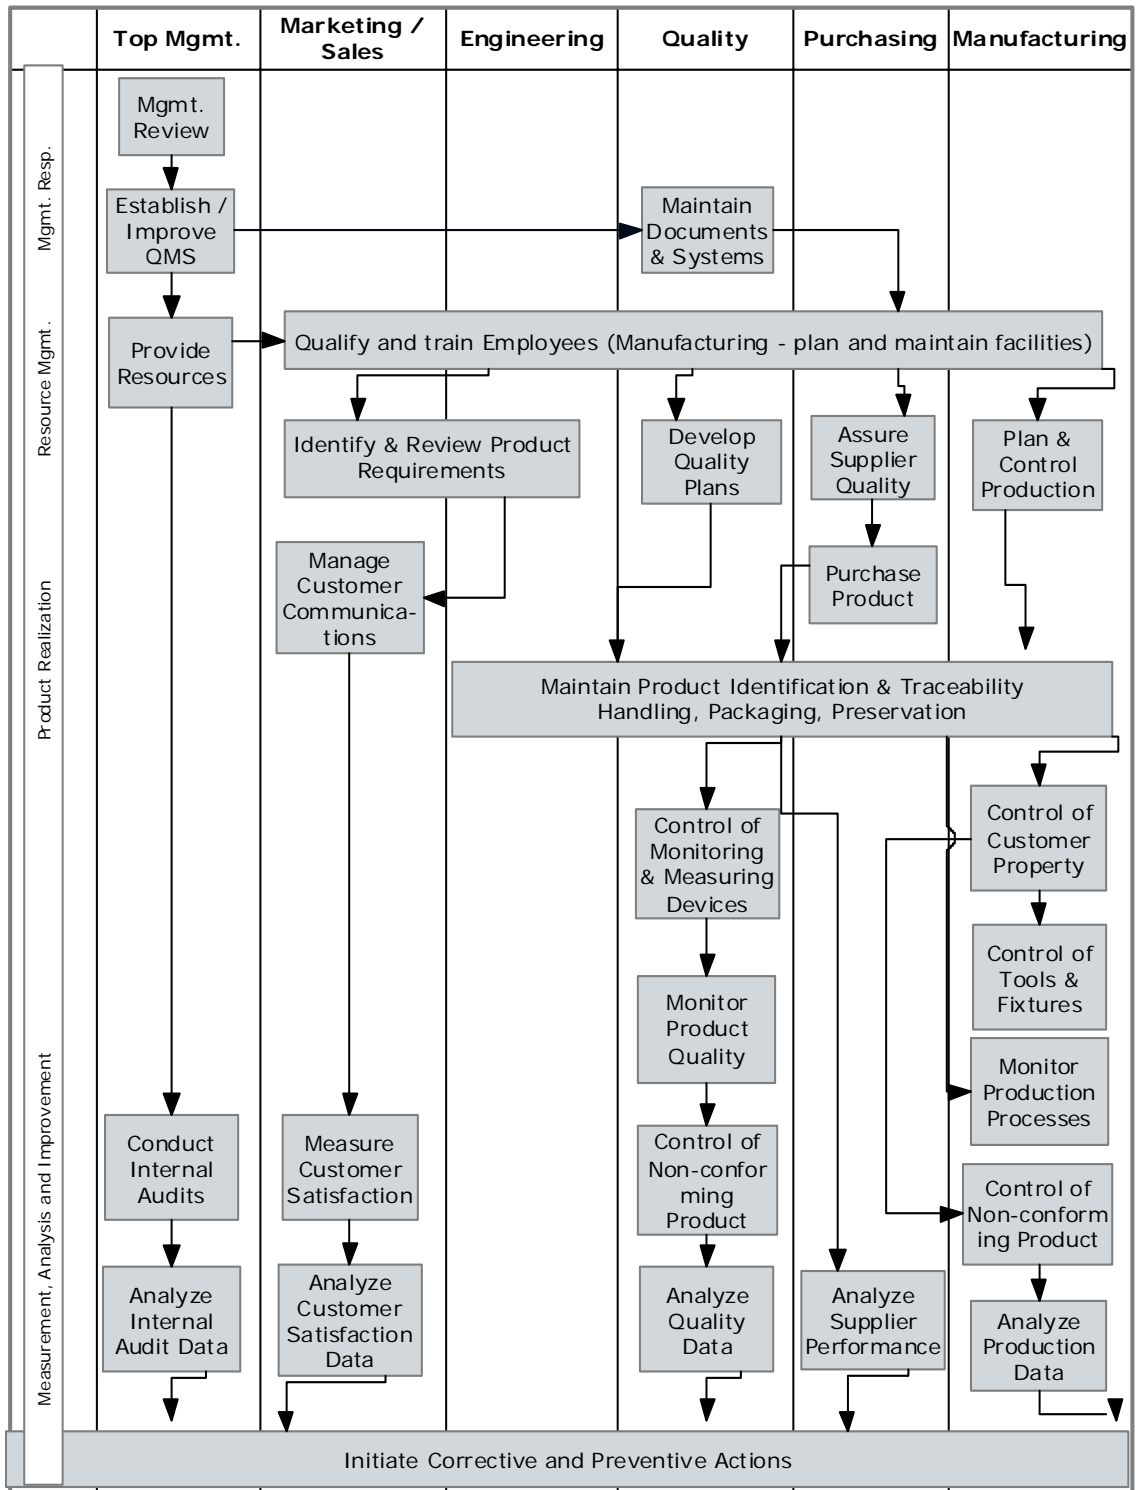 Top Mgmt.
Marketing /
Sales
Engineering
Quality
Purchasing
Manufacturing
Mgmt. Resp.
Resource Mgmt.
Product Realization
Measurement, Analysis and Improvement
Mgmt.
Review
Establish /
Improve
QMS
Maintain
Documents
& Systems
Provide
Resources
Qualify and train Employees (Manufacturing - plan and maintain facilities)
Identify & Review Product
Requirements
Develop
Quality
Plans
Assure
Supplier
Quality
Plan &
Control
Production
Manage
Customer
Communica-
tions
Purchase
Product
Maintain Product Identification & Traceability
Handling, Packaging, Preservation
Control of
Monitoring
& Measuring
Devices
Control of
Customer
Property
Control of
Tools &
Fixtures
Monitor
Product
Quality
Monitor
Production
Processes
Conduct
Internal
Audits
Measure
Customer
Satisfaction
Control of
Non-confor
ming
Product
Control of
Non-conform
ing Product
Analyze
Internal
Audit Data
Analyze
Customer
Satisfaction
Data
Analyze
Quality
Data
Analyze
Supplier
Performance
Analyze
Production
Data
Initiate Corrective and Preventive Actions